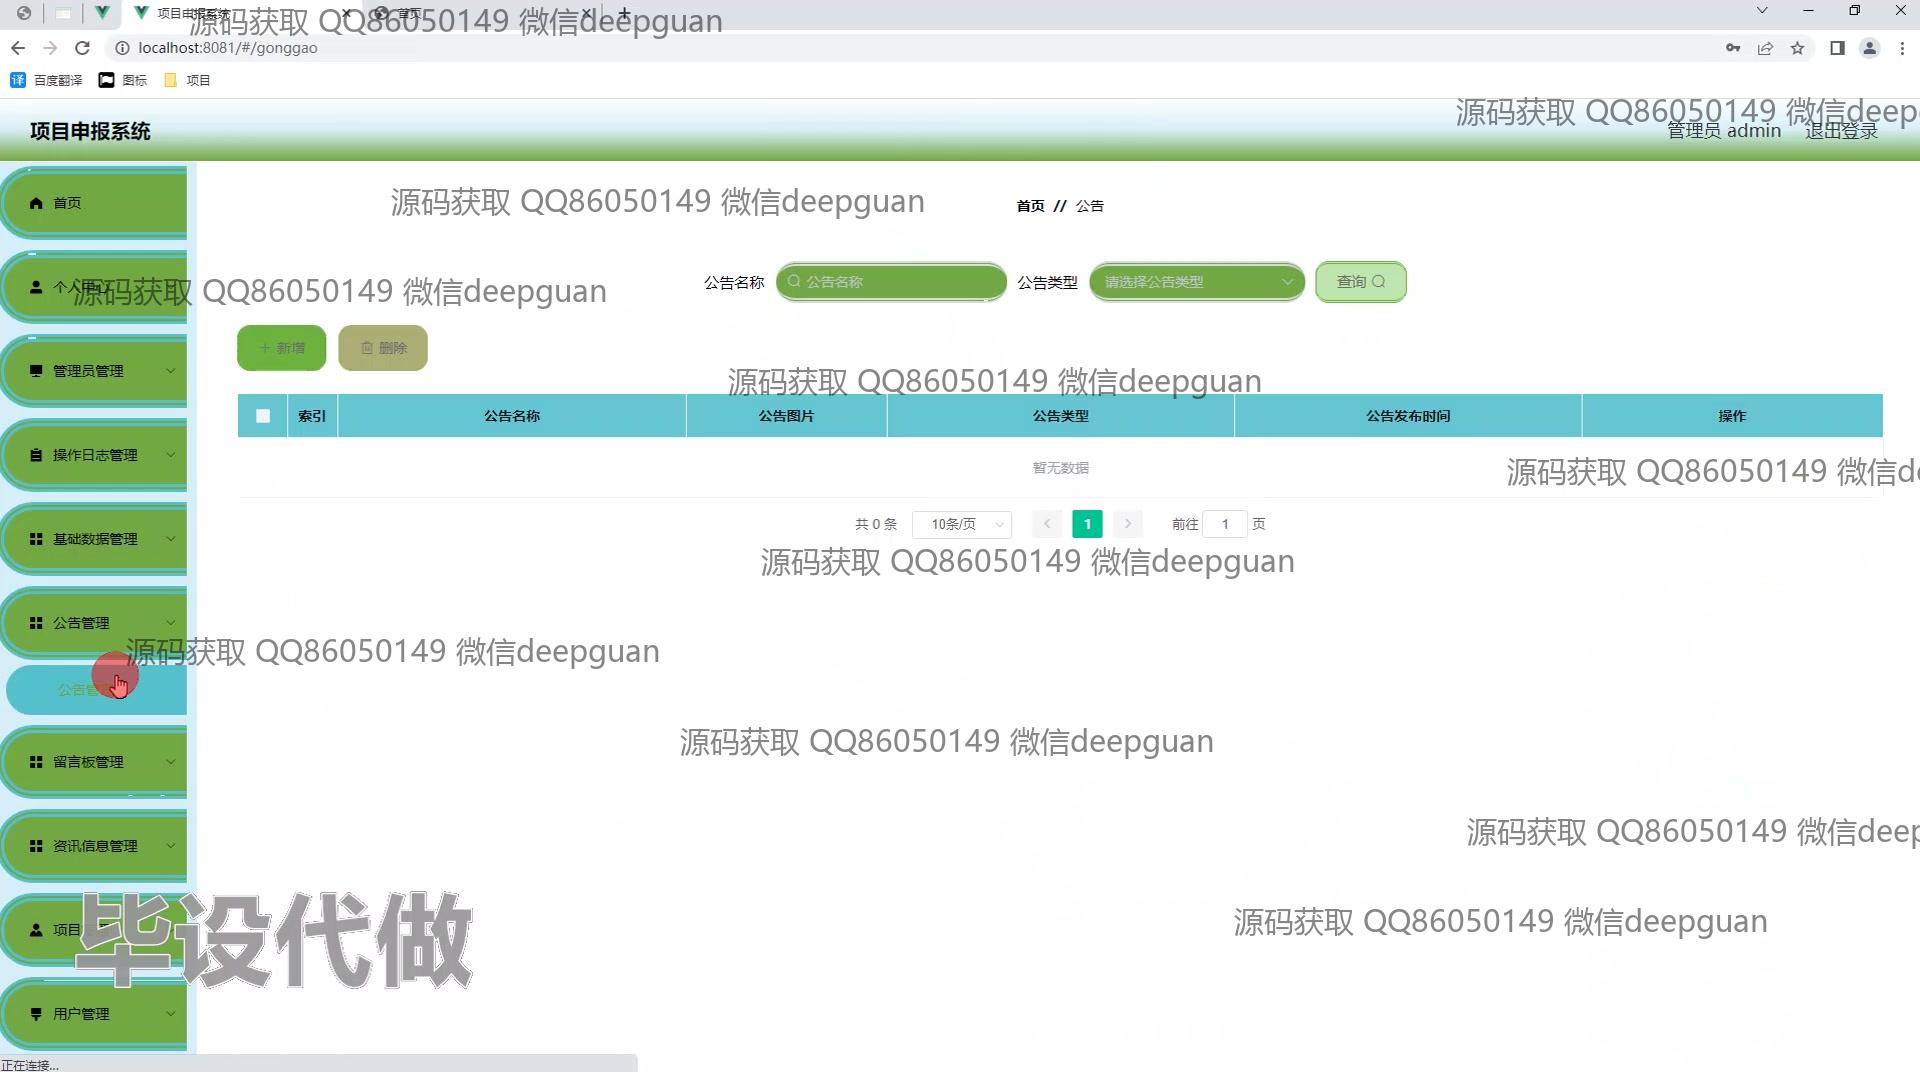 项目申报系统
首页
源码获取 QQ86050149 微信deepguan
localhost:8081/#/gonggao
百度翻译 图标 项目
源码获取 QQ86050149 微信deep
项目申报系统
管理员 admin 退出登录
首页
源码获取 QQ86050149 微信deepguan
首页 // 公告
个人中心
源码获取 QQ86050149 微信deepguan
公告名称 公告名称 公告类型 请选择公告类型 查询
新增 删除
管理员管理
源码获取 QQ86050149 微信deepguan
索引 公告名称 公告图片 公告类型 公告发布时间 操作
操作日志管理
暂无数据
源码获取 QQ86050149 微信de
共 0 条 10条/页 1 前往 1 页
基础数据管理
源码获取 QQ86050149 微信deepguan
公告管理
源码获取 QQ86050149 微信deepguan
公告管
源码获取 QQ86050149 微信deepguan
留言板管理
源码获取 QQ86050149 微信deep
资讯信息管理
源码获取 QQ86050149 微信deepguan
项目
毕设代做
用户管理
正在连接...